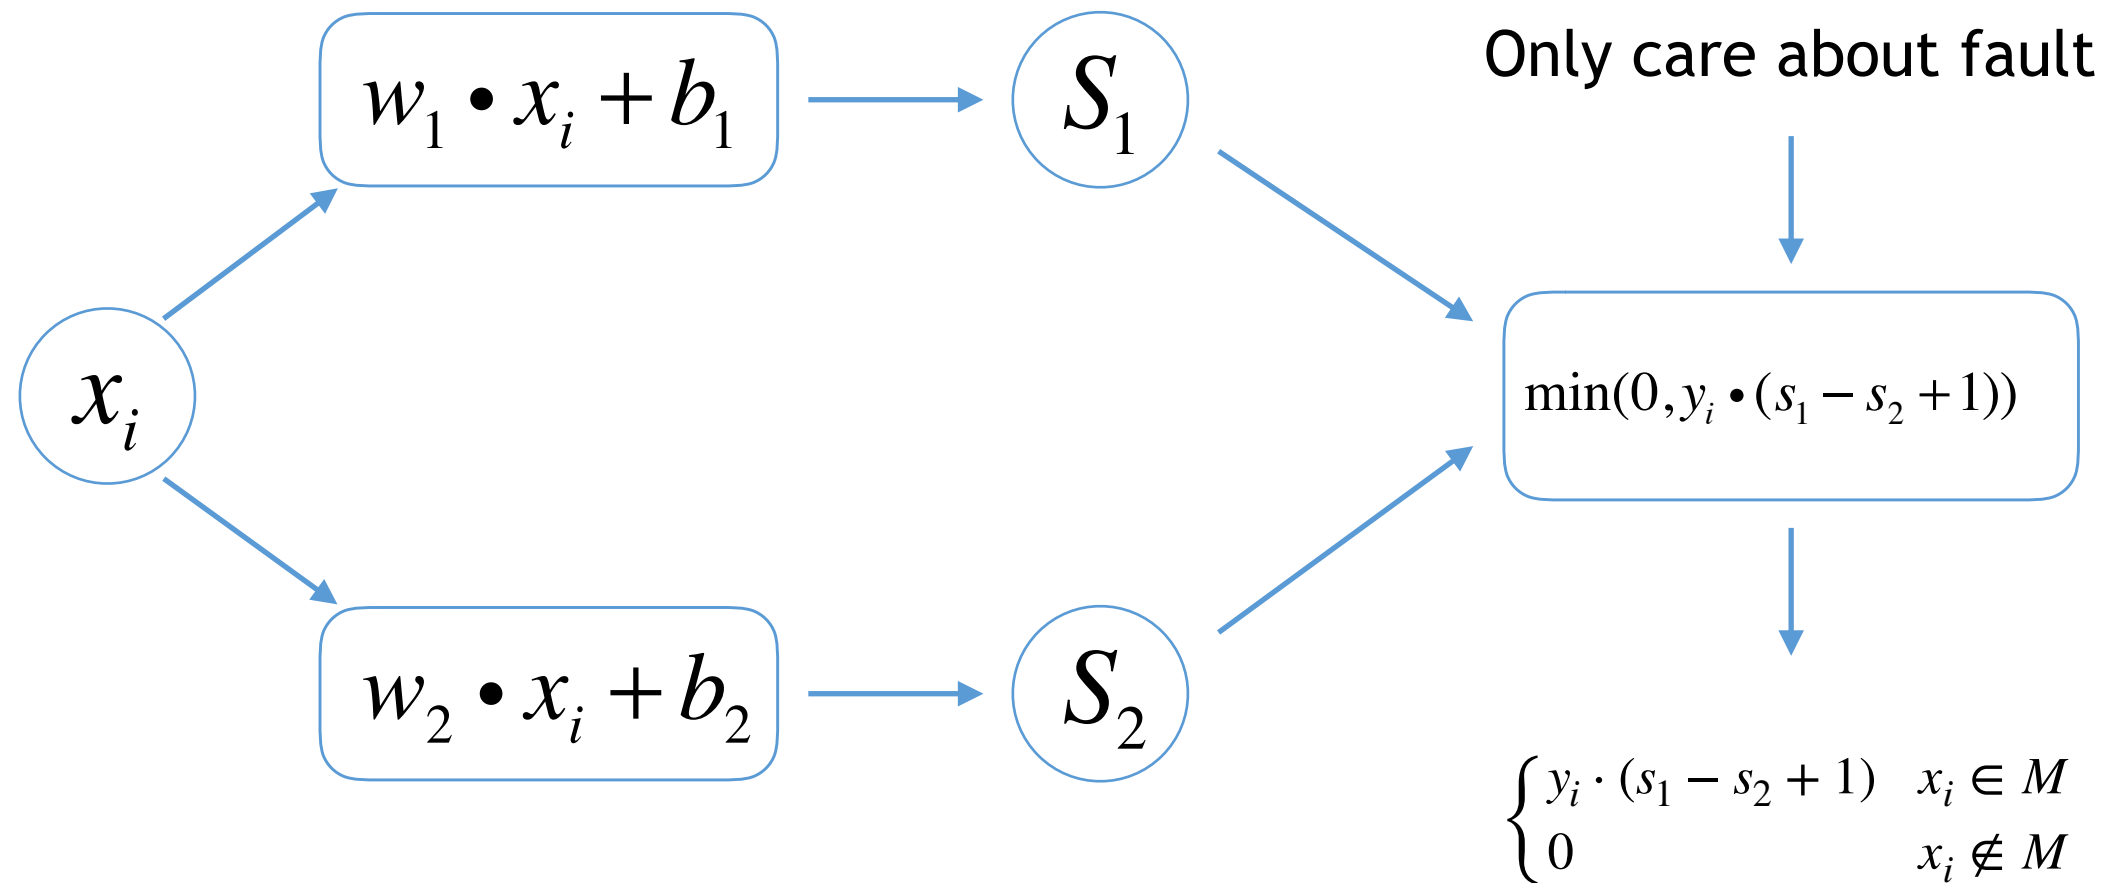 w₁ • xᵢ + b₁
S₁
Only care about fault
xᵢ
min(0, yᵢ • (s₁ − s₂ + 1))
w₂ • xᵢ + b₂
S₂
{ yᵢ · (s₁ − s₂ + 1) xᵢ ∈ M
0 xᵢ ∉ M